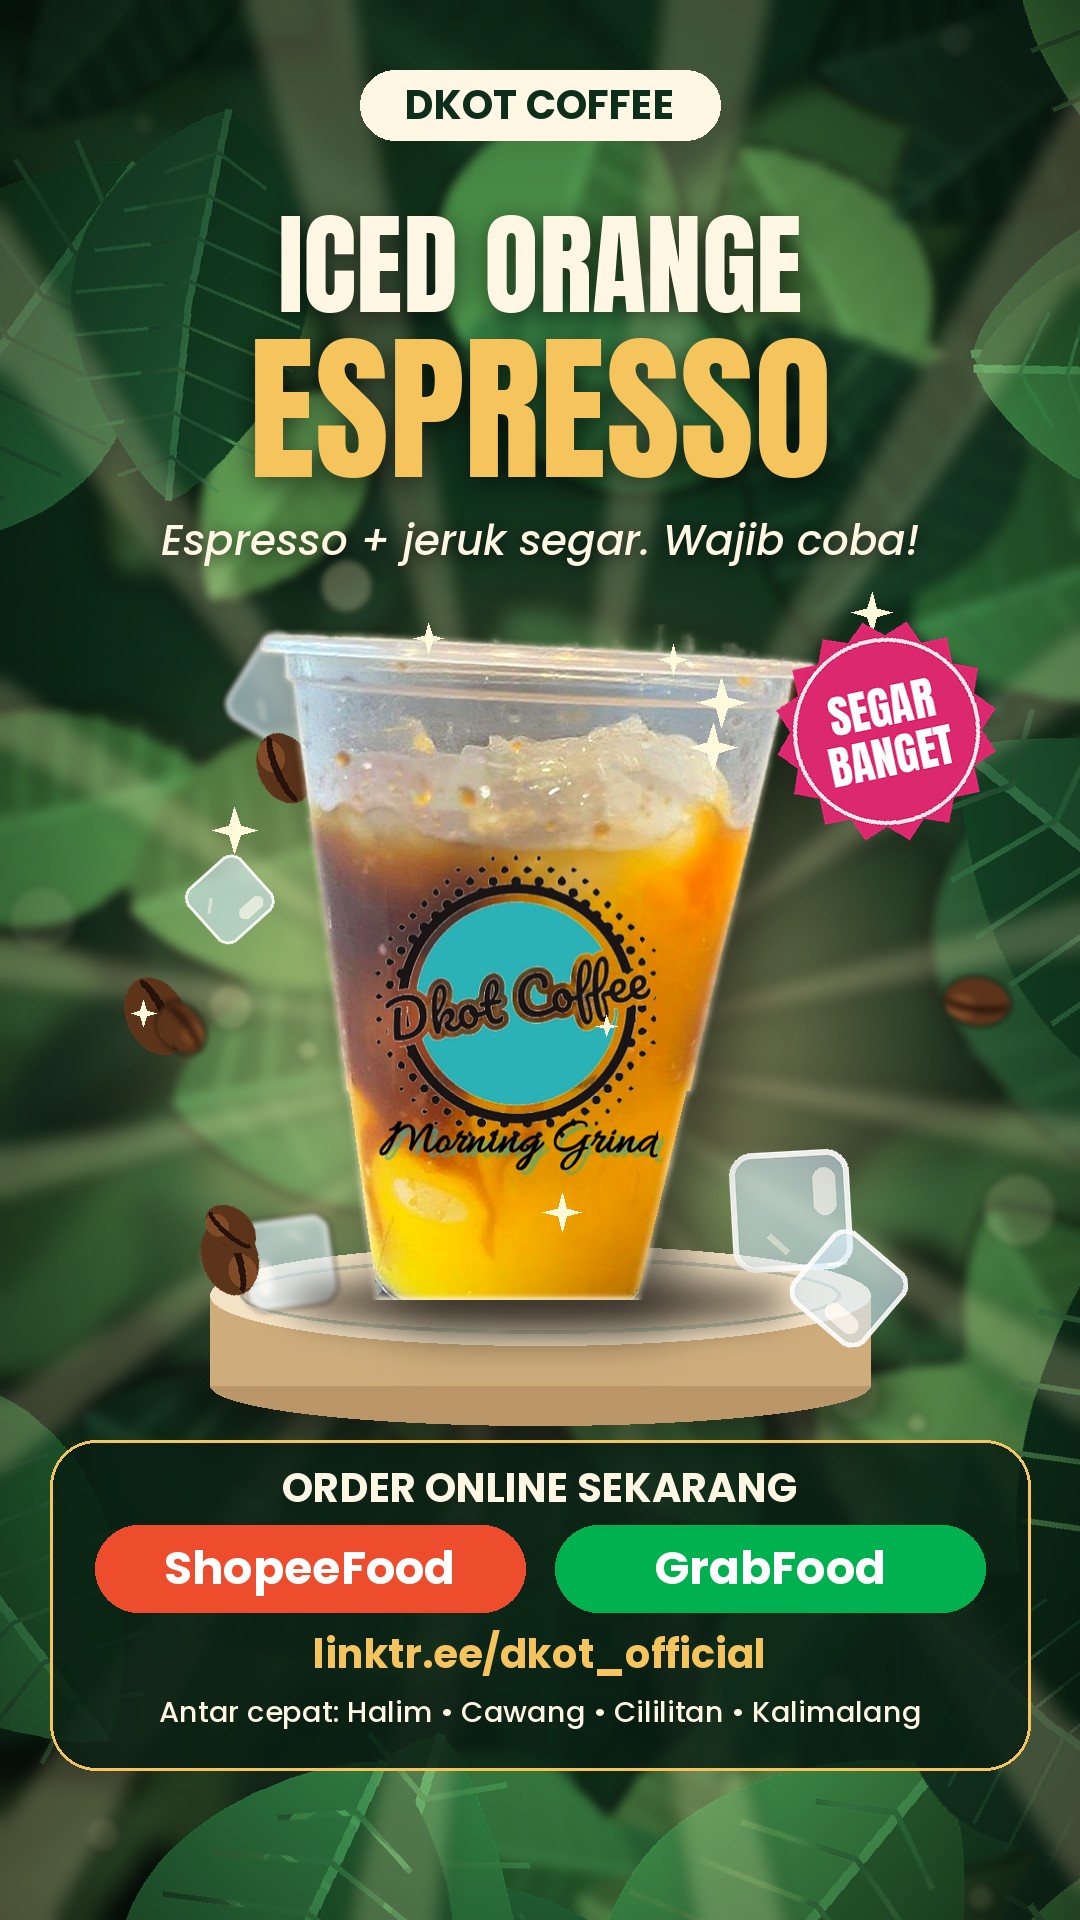 DKOT COFFEE
ICED ORANGE
ESPRESSO
Espresso + jeruk segar. Wajib coba!
SEGAR
BANGET
Dkot Coffee
Morning Grind
ORDER ONLINE SEKARANG
ShopeeFood
GrabFood
linktr.ee/dkot_official
Antar cepat: Halim • Cawang • Cililitan • Kalimalang